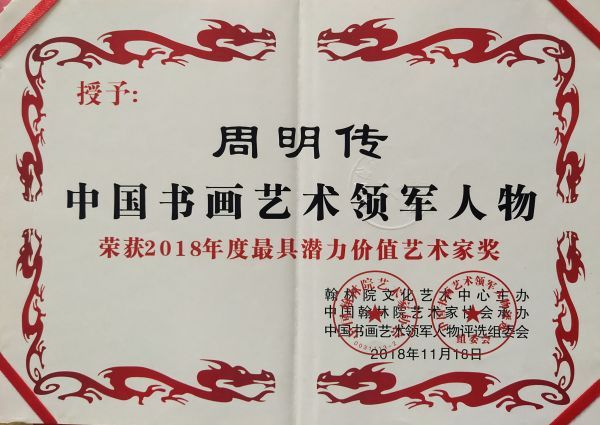 授予:
周明传
中国书画艺术领军人物
荣获2018年度最具潜力价值艺术家奖
翰林院文化艺术中心主办
中国翰林院艺术家协会承办
中国书画艺术领军人物评选组委会
2018年11月18日
组委会